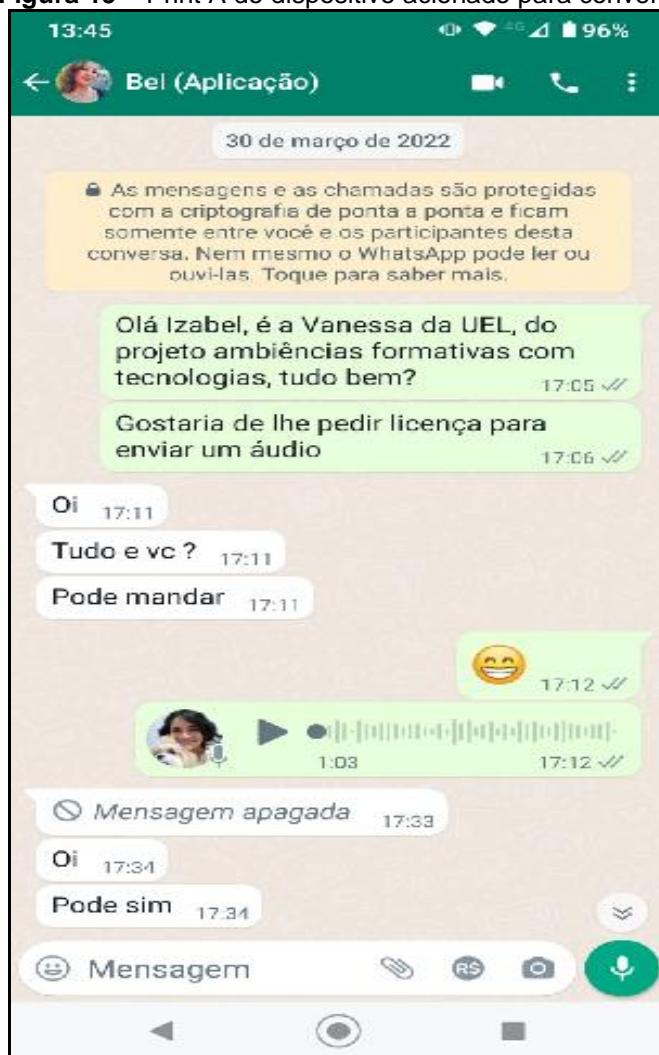 Print A do dispositivo acionado para conver
13:45 4G 96%
Bel (Aplicação)
30 de março de 2022
As mensagens e as chamadas são protegidas
com a criptografia de ponta a ponta e ficam
somente entre você e os participantes desta
conversa. Nem mesmo o WhatsApp pode ler ou
ouvi-las. Toque para saber mais.
Olá Izabel, é a Vanessa da UEL, do
projeto ambiências formativas com
tecnologias, tudo bem?
17:05
Gostaria de lhe pedir licença para
enviar um áudio
17:06
Oi 17:11
Tudo e vc ? 17:11
Pode mandar 17:11
17:12
1:03 17:12
Mensagem apagada 17:33
Oi 17:34
Pode sim 17:34
Mensagem R$